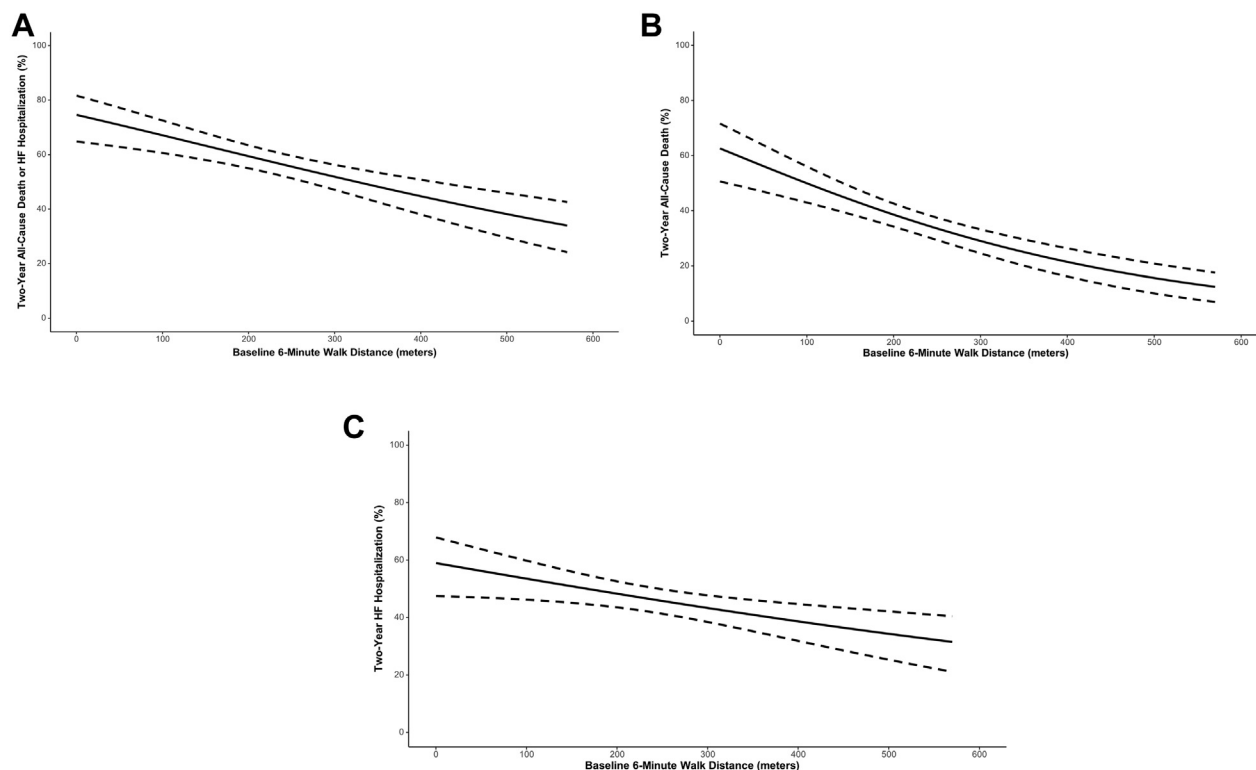 A
Two-Year All-Cause Death or HF Hospitalization (%)
100
80
60
40
20
0
0 100 200 300 400 500 600
Baseline 6-Minute Walk Distance (meters)
B
Two-Year All-Cause Death (%)
100
80
60
40
20
0
0 100 200 300 400 500 600
Baseline 6-Minute Walk Distance (meters)
C
Two-Year HF Hospitalization (%)
100
80
60
40
20
0
0 100 200 300 400 500 600
Baseline 6-Minute Walk Distance (meters)